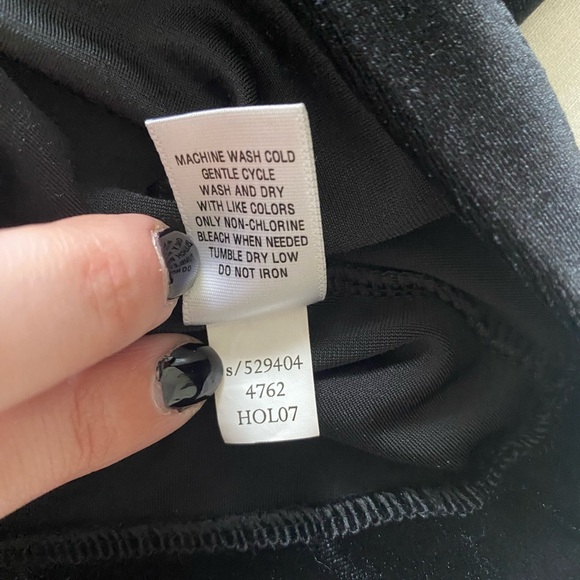 MACHINE WASH COLD
GENTLE CYCLE
WASH AND DRY
WITH LIKE COLORS
ONLY NON-CHLORINE
BLEACH WHEN NEEDED
TUMBLE DRY LOW
DO NOT IRON
s/529404
4762
HOL07